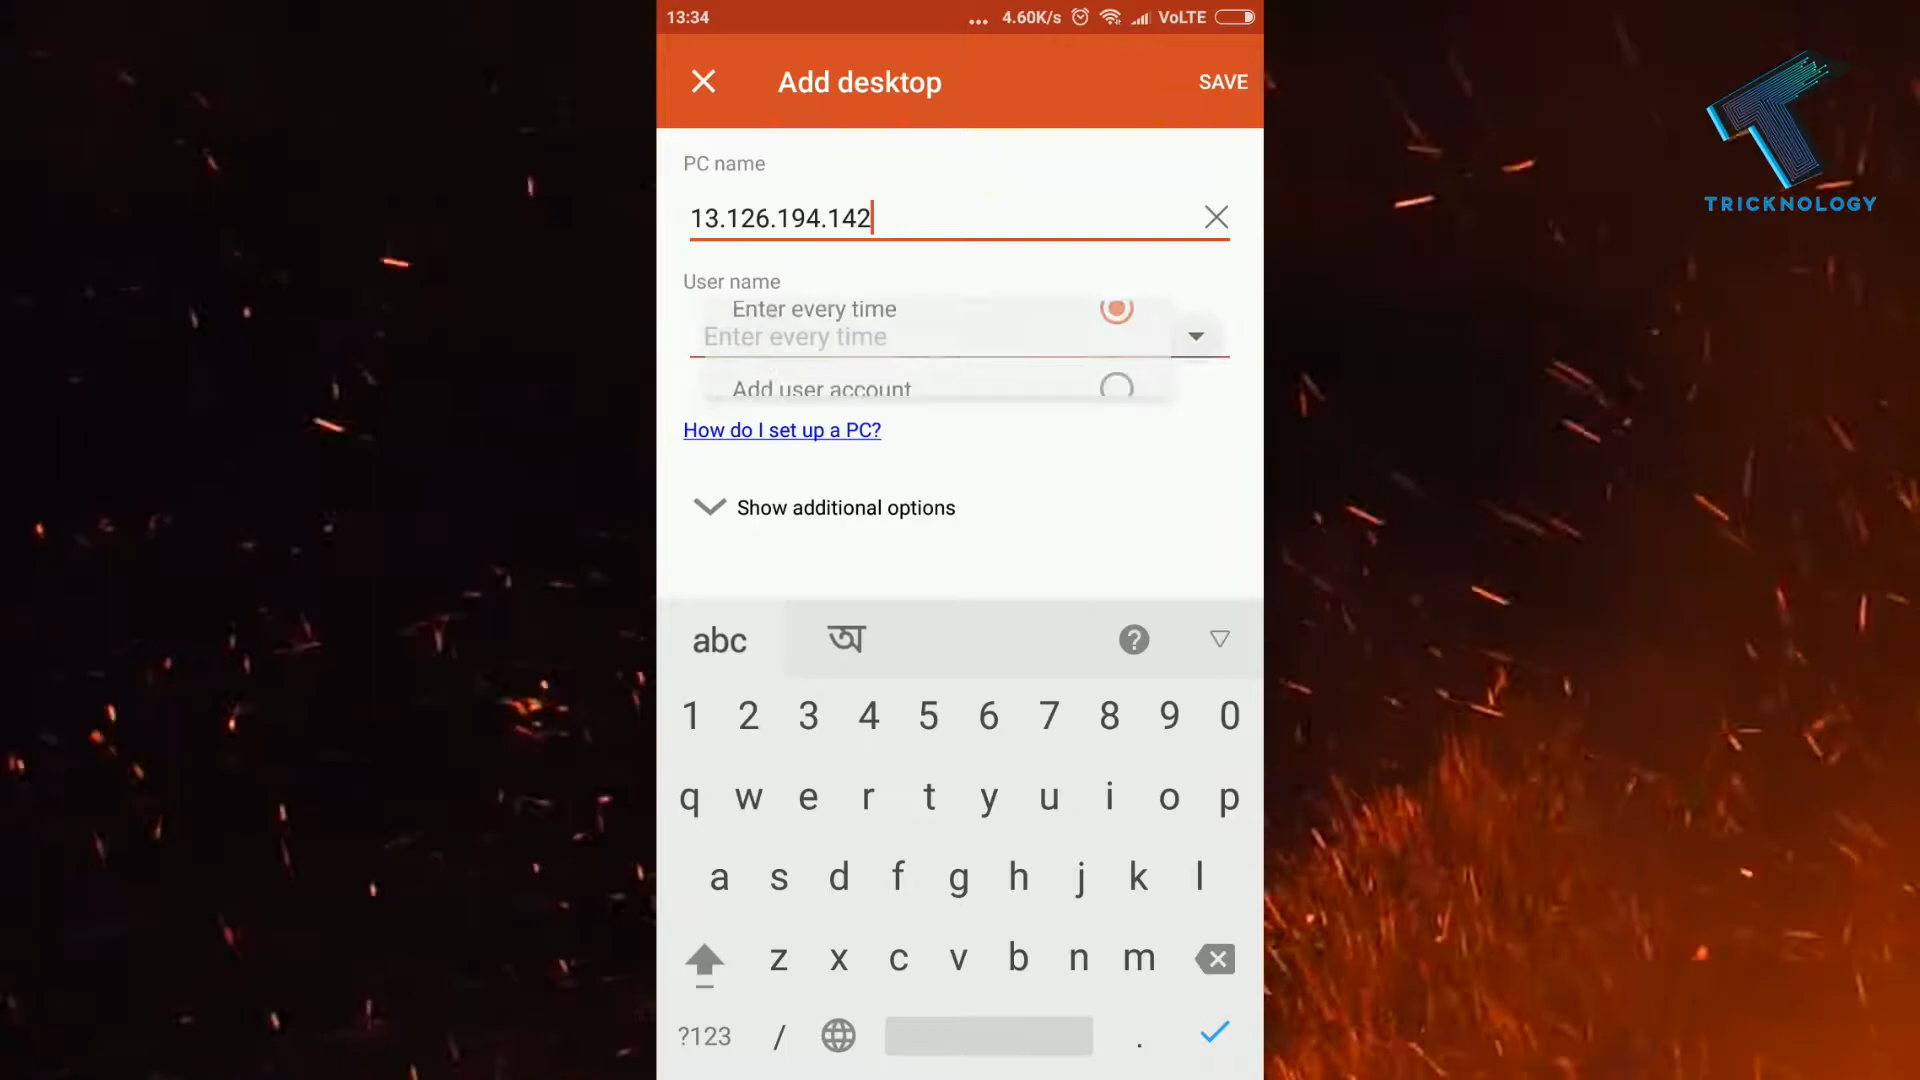 13:34
... 4.60K/s VoLTE
Add desktop
SAVE
TRICKNOLOGY
PC name
13.126.194.142
User name
Enter every time
Enter every time
Add user account
How do I set up a PC?
Show additional options
abc অ ?
1 2 3 4 5 6 7 8 9 0
q w e r t y u i o p
a s d f g h j k l
z x c v b n m
?123 / .